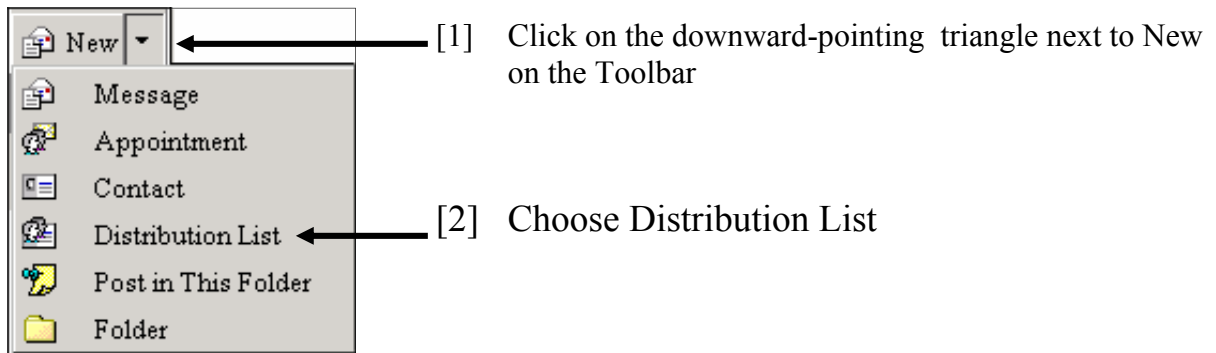 New
[1] Click on the downward-pointing triangle next to New
on the Toolbar
Message
Appointment
Contact
Distribution List
[2] Choose Distribution List
Post in This Folder
Folder